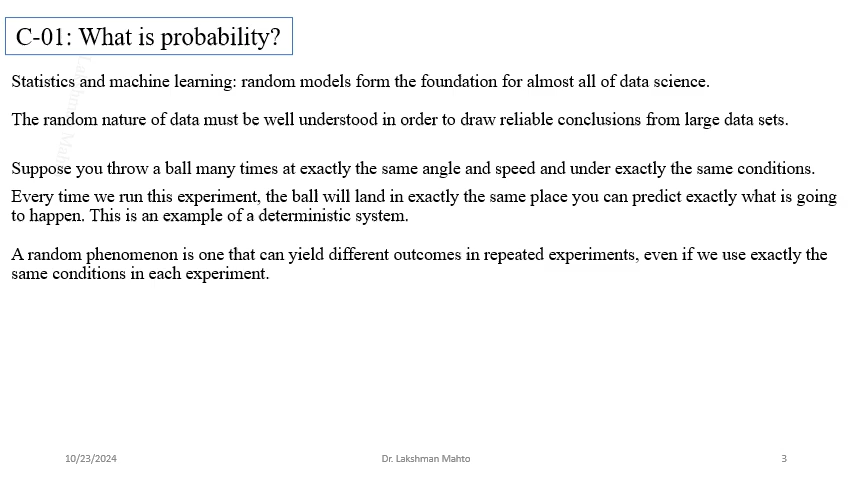 C-01: What is probability?
Statistics and machine learning: random models form the foundation for almost all of data science.
The random nature of data must be well understood in order to draw reliable conclusions from large data sets.
Suppose you throw a ball many times at exactly the same angle and speed and under exactly the same conditions.
Every time we run this experiment, the ball will land in exactly the same place you can predict exactly what is going
to happen. This is an example of a deterministic system.
A random phenomenon is one that can yield different outcomes in repeated experiments, even if we use exactly the
same conditions in each experiment.
10/23/2024
Dr. Lakshman Mahto
3